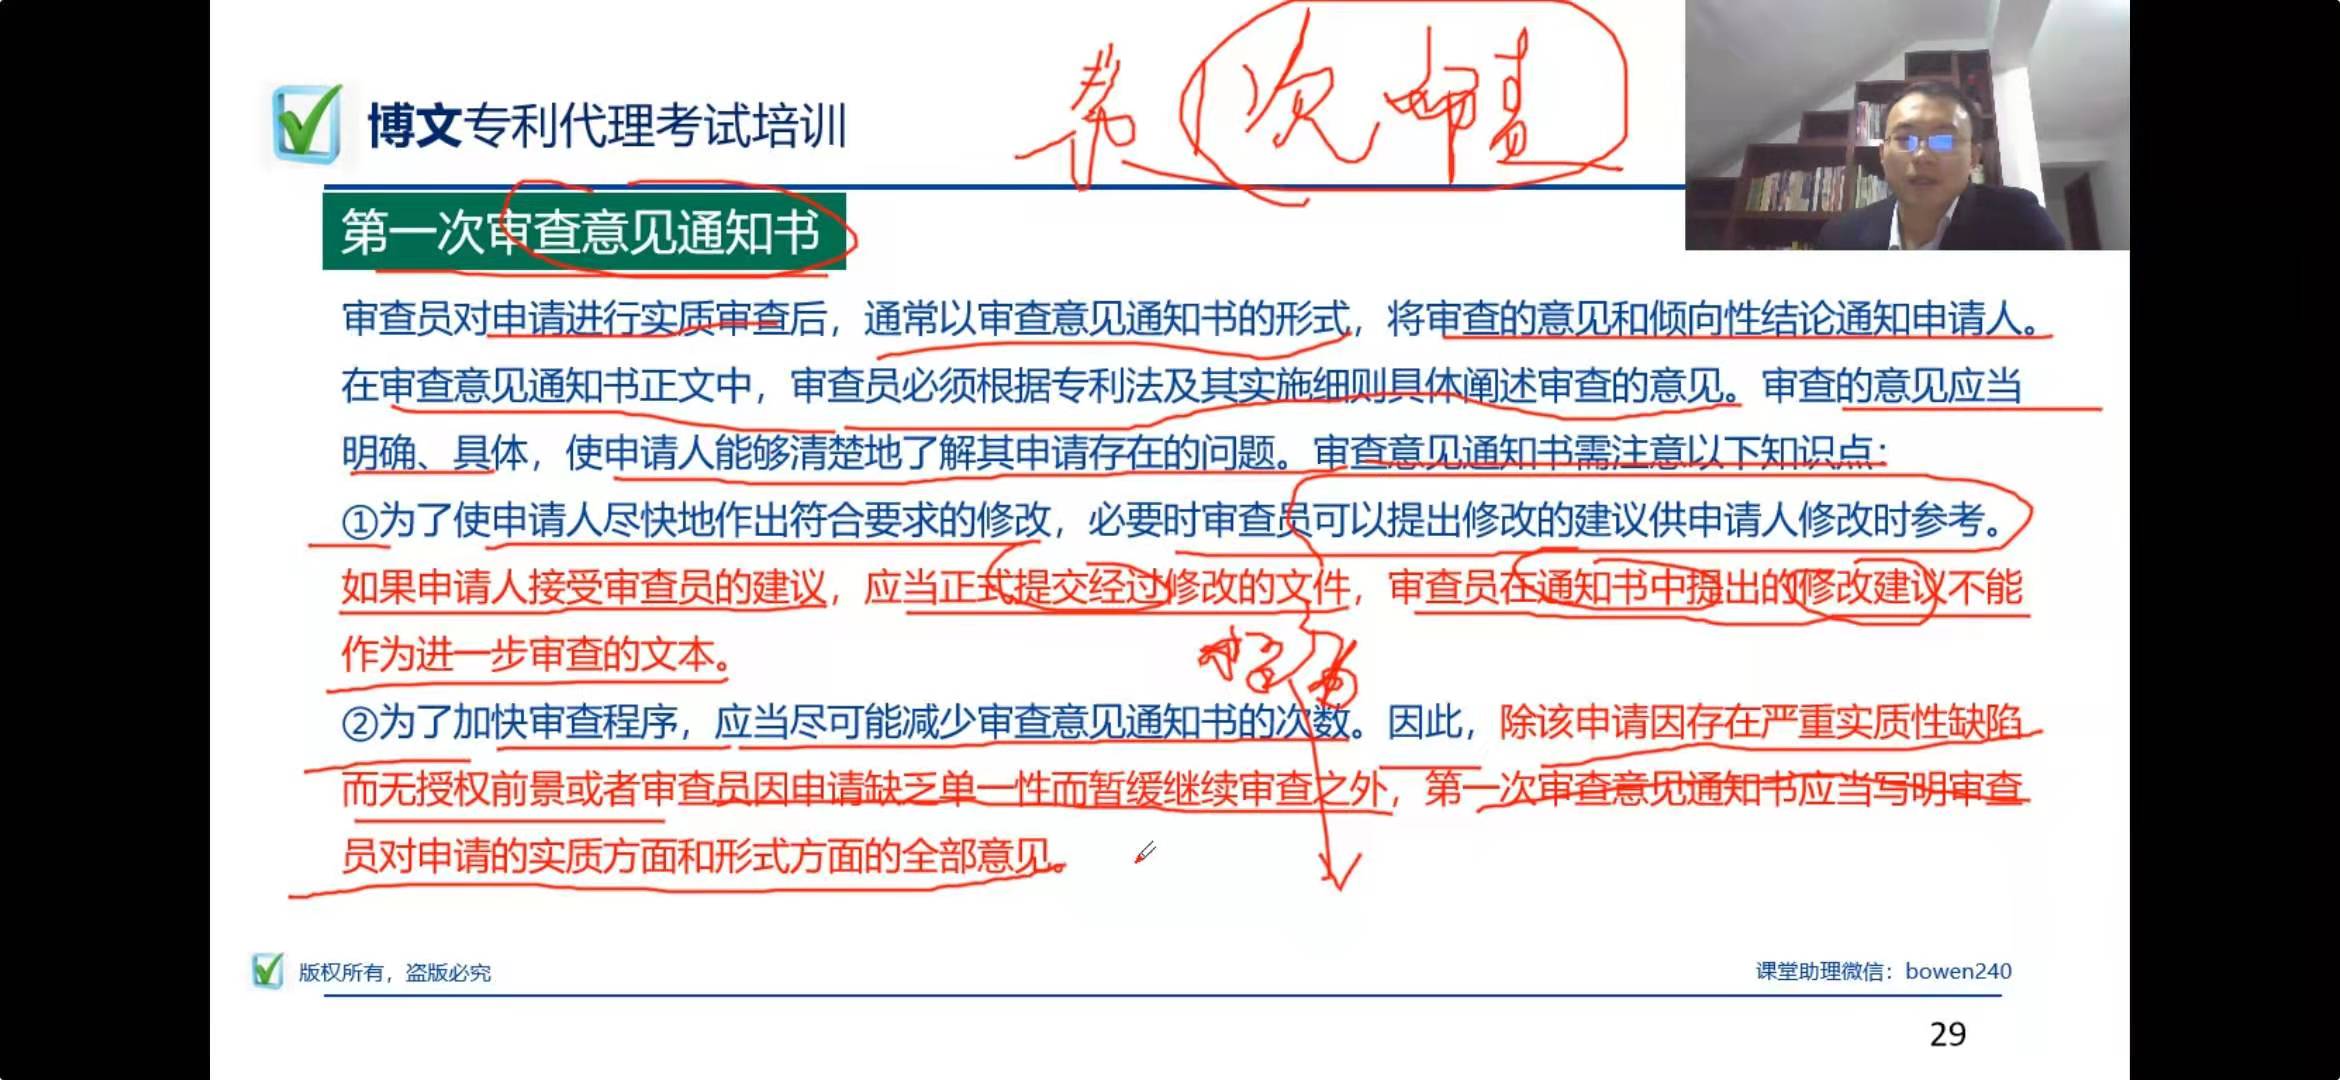 第一次审查
博文专利代理考试培训
第一次审查意见通知书
审查员对申请进行实质审查后，通常以审查意见通知书的形式，将审查的意见和倾向性结论通知申请人。
在审查意见通知书正文中，审查员必须根据专利法及其实施细则具体阐述审查的意见。审查的意见应当
明确、具体，使申请人能够清楚地了解其申请存在的问题。审查意见通知书需注意以下知识点：
①为了使申请人尽快地作出符合要求的修改，必要时审查员可以提出修改的建议供申请人修改时参考。
如果申请人接受审查员的建议，应当正式提交经过修改的文件，审查员在通知书中提出的修改建议不能
作为进一步审查的文本。
②为了加快审查程序，应当尽可能减少审查意见通知书的次数。因此，除该申请因存在严重实质性缺陷
而无授权前景或者审查员因申请缺乏单一性而暂缓继续审查之外，第一次审查意见通知书应当写明审查
员对申请的实质方面和形式方面的全部意见。
版权所有，盗版必究
课堂助理微信：bowen240
29